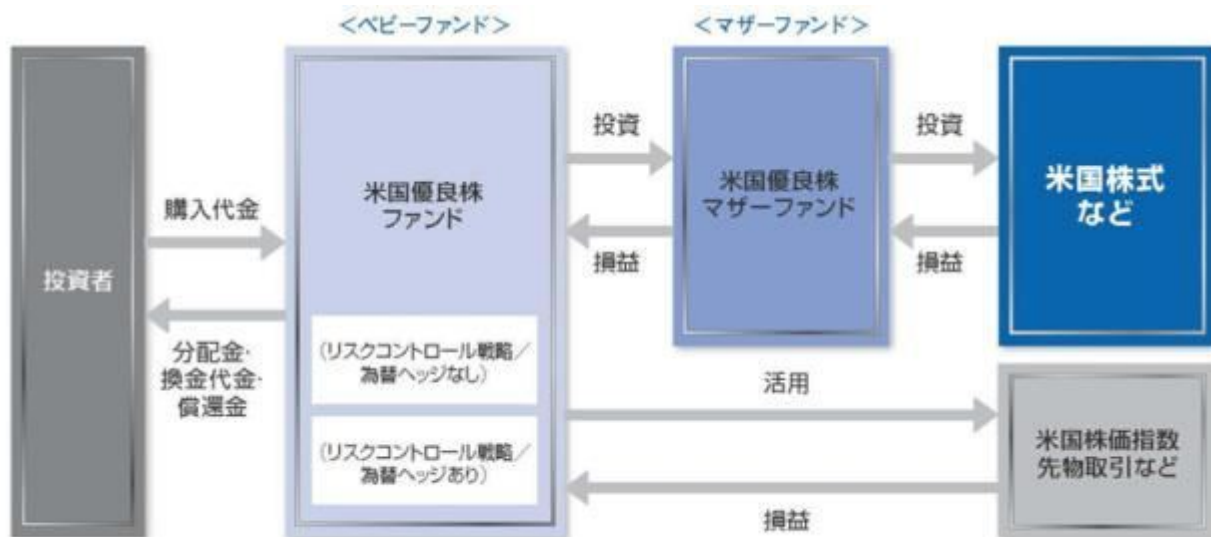 ＜ベビーファンド＞
＜マザーファンド＞
投資者
購入代金
分配金・
換金代金・
償還金
米国優良株
ファンド
（リスクコントロール戦略／
為替ヘッジなし）
（リスクコントロール戦略／
為替ヘッジあり）
投資
損益
米国優良株
マザーファンド
投資
損益
米国株式
など
活用
損益
米国株価指数
先物取引など